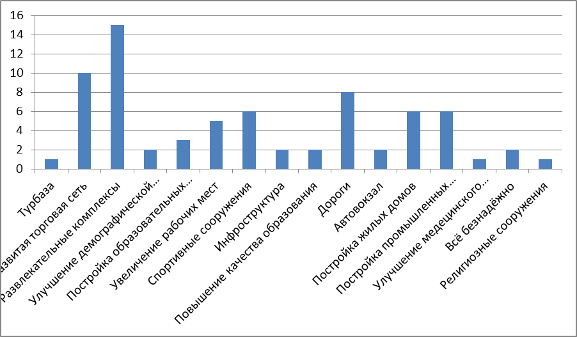 16
14
12
10
8
6
4
2
0
Турбаза
азвитая торговая сеть
Развлекательные комплексы
Улучшение демографической...
Постройка образовательных...
Увеличение рабочих мест
Спортивные сооружения
Инфраструктура
Повышение качества образования
Дороги
Автовокзал
Постройка жилых домов
Постройка промышленных...
Улучшение медецинского...
Всё безнадёжно
Религиозные сооружения